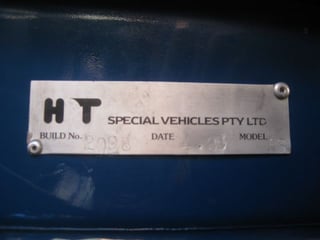 HT SPECIAL VEHICLES PTY LTD
BUILD No. DATE MODEL